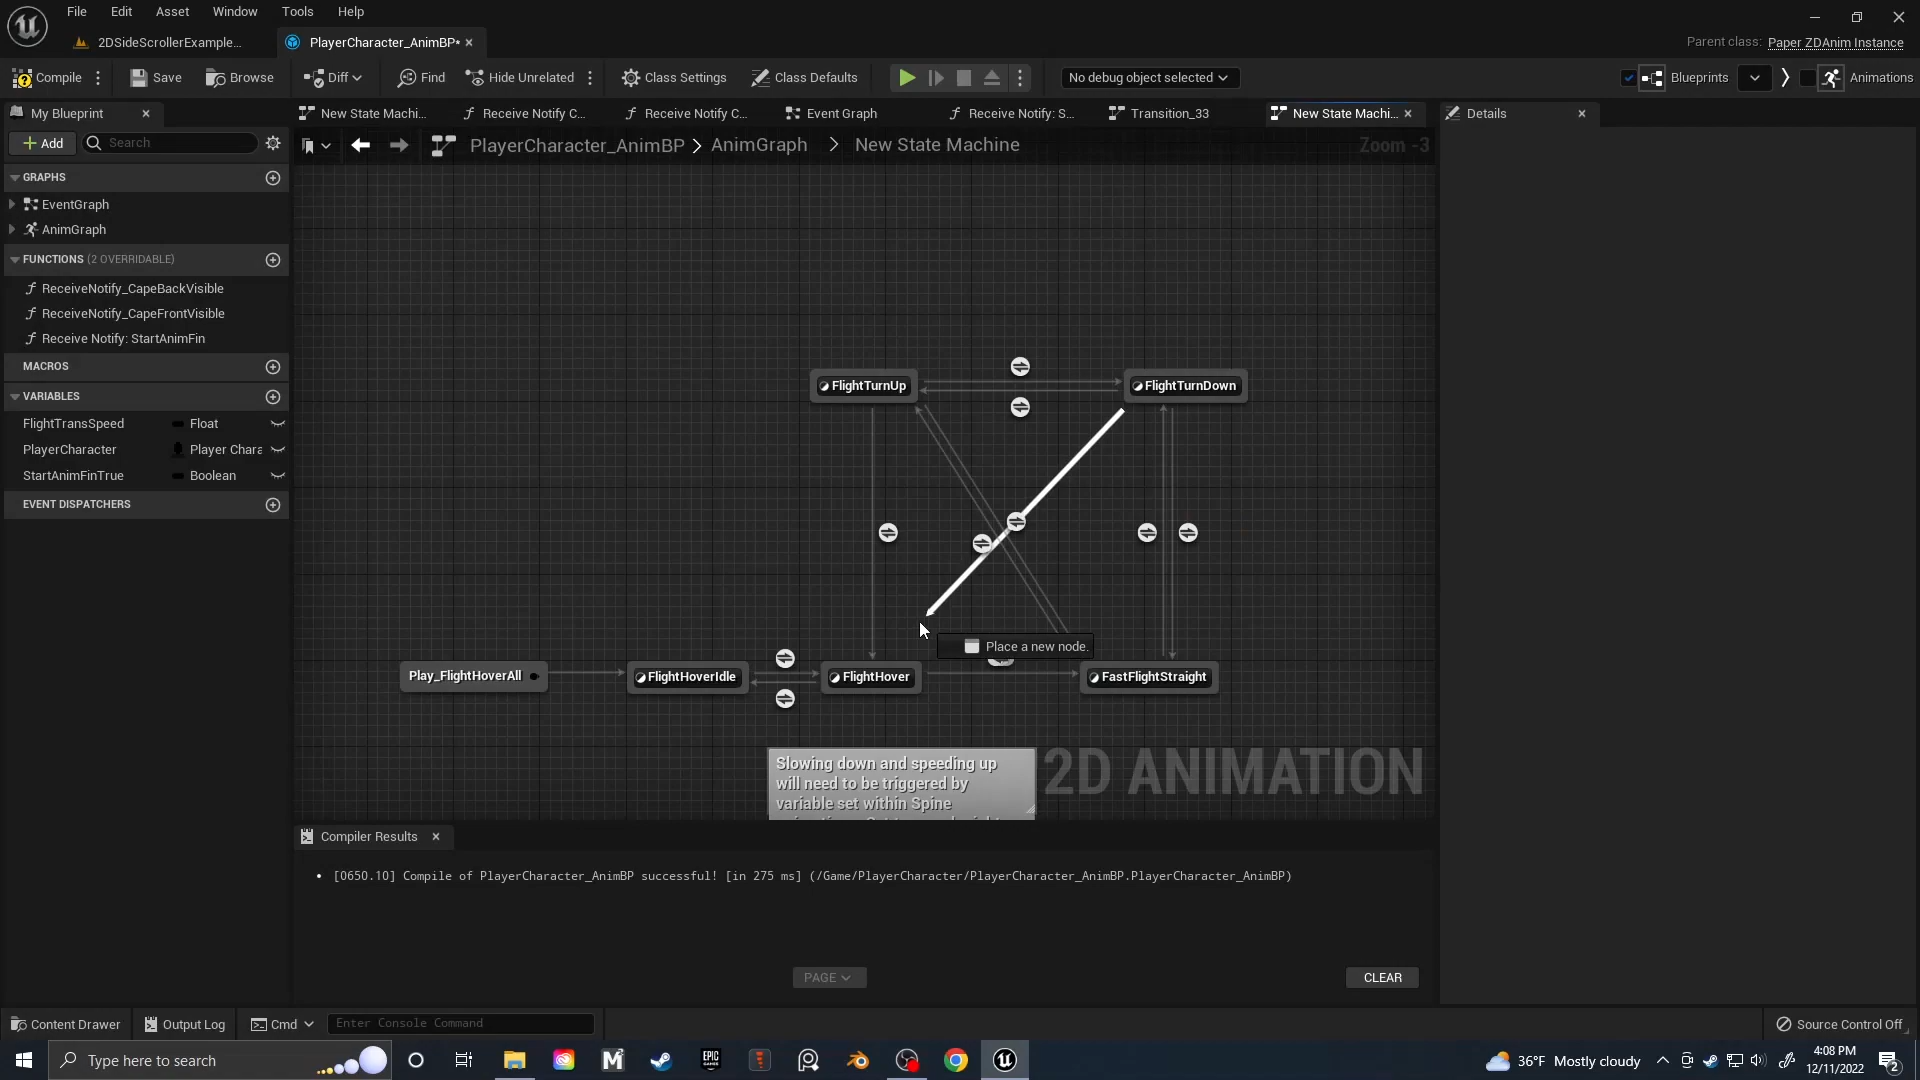 File Edit Asset Window Tools Help
2DSideScrollerExample...
PlayerCharacter_AnimBP*
Parent class: Paper ZDAnim Instance
Compile
Save
Browse
Diff
Find
Hide Unrelated
Class Settings
Class Defaults
No debug object selected
Blueprints
Animations
My Blueprint
New State Machi...
Receive Notify C...
Receive Notify C...
Event Graph
Receive Notify: S...
Transition_33
New State Machi...
Details
+ Add
Search
PlayerCharacter_AnimBP > AnimGraph > New State Machine
Zoom -3
GRAPHS
EventGraph
AnimGraph
FUNCTIONS (2 OVERRIDABLE)
ReceiveNotify_CapeBackVisible
ReceiveNotify_CapeFrontVisible
Receive Notify: StartAnimFin
MACROS
VARIABLES
FlightTransSpeed Float
PlayerCharacter Player Chara
StartAnimFinTrue Boolean
EVENT DISPATCHERS
FlightTurnUp
FlightTurnDown
Place a new node.
Play_FlightHoverAll
FlightHoverIdle
FlightHover
FastFlightStraight
Slowing down and speeding up
will need to be triggered by
variable set within Spine
2D ANIMATION
Compiler Results
• [0650.10] Compile of PlayerCharacter_AnimBP successful! [in 275 ms] (/Game/PlayerCharacter/PlayerCharacter_AnimBP.PlayerCharacter_AnimBP)
PAGE
CLEAR
Content Drawer
Output Log
Cmd
Enter Console Command
Source Control Off
Type here to search
EPIC GAMES
36°F Mostly cloudy
4:08 PM
12/11/2022
2